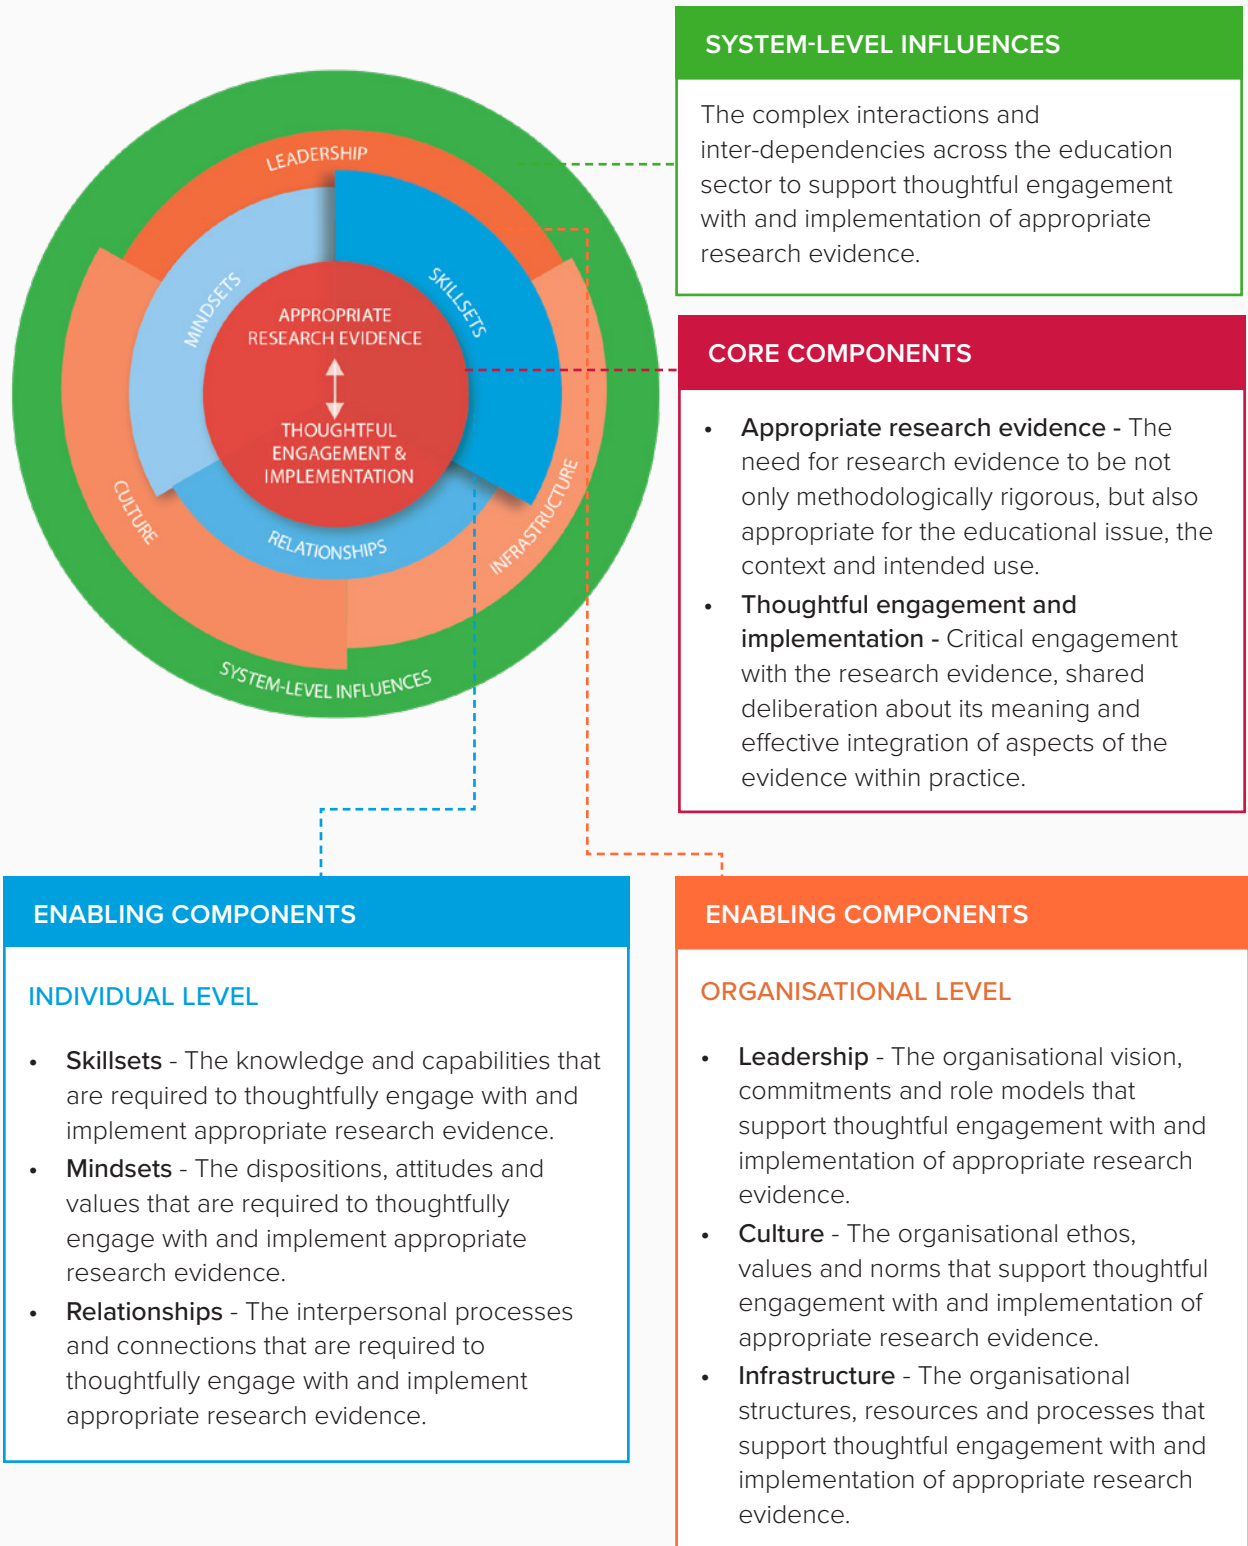 LEADERSHIP
MINDSETS
SKILLSETS
APPROPRIATE
RESEARCH EVIDENCE
THOUGHTFUL
ENGAGEMENT &
IMPLEMENTATION
CULTURE
RELATIONSHIPS
INFRASTRUCTURE
SYSTEM-LEVEL INFLUENCES
SYSTEM-LEVEL INFLUENCES
The complex interactions and
inter-dependencies across the education
sector to support thoughtful engagement
with and implementation of appropriate
research evidence.
CORE COMPONENTS
• Appropriate research evidence - The
need for research evidence to be not
only methodologically rigorous, but also
appropriate for the educational issue, the
context and intended use.
• Thoughtful engagement and
implementation - Critical engagement
with the research evidence, shared
deliberation about its meaning and
effective integration of aspects of the
evidence within practice.
ENABLING COMPONENTS
INDIVIDUAL LEVEL
• Skillsets - The knowledge and capabilities that
are required to thoughtfully engage with and
implement appropriate research evidence.
• Mindsets - The dispositions, attitudes and
values that are required to thoughtfully
engage with and implement appropriate
research evidence.
• Relationships - The interpersonal processes
and connections that are required to
thoughtfully engage with and implement
appropriate research evidence.
ENABLING COMPONENTS
ORGANISATIONAL LEVEL
• Leadership - The organisational vision,
commitments and role models that
support thoughtful engagement with and
implementation of appropriate research
evidence.
• Culture - The organisational ethos,
values and norms that support thoughtful
engagement with and implementation of
appropriate research evidence.
• Infrastructure - The organisational
structures, resources and processes that
support thoughtful engagement with and
implementation of appropriate research
evidence.